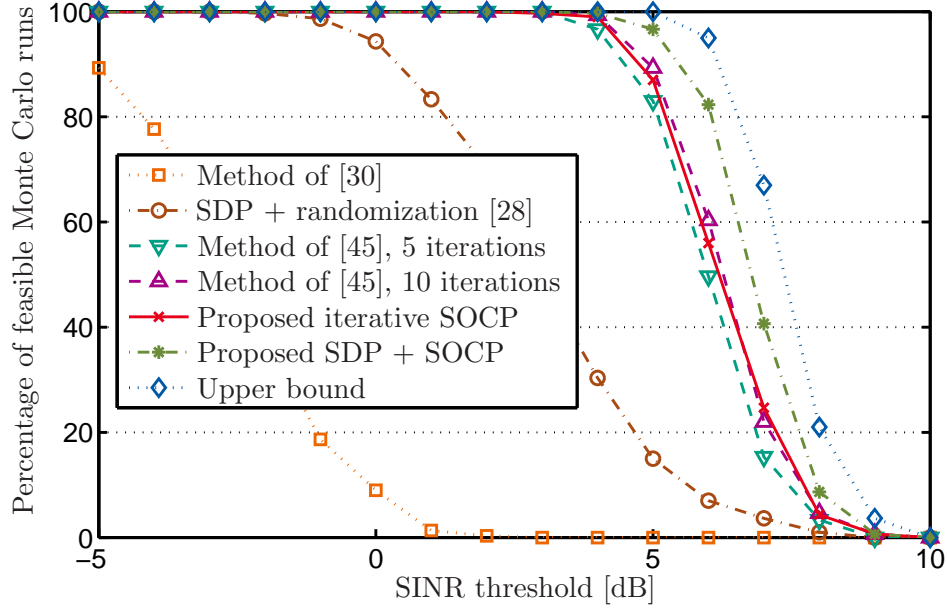 Percentage of feasible Monte Carlo runs
100
80
60
40
20
0
Method of [30]
SDP + randomization [28]
Method of [45], 5 iterations
Method of [45], 10 iterations
Proposed iterative SOCP
Proposed SDP + SOCP
Upper bound
−5
0
5
10
SINR threshold [dB]